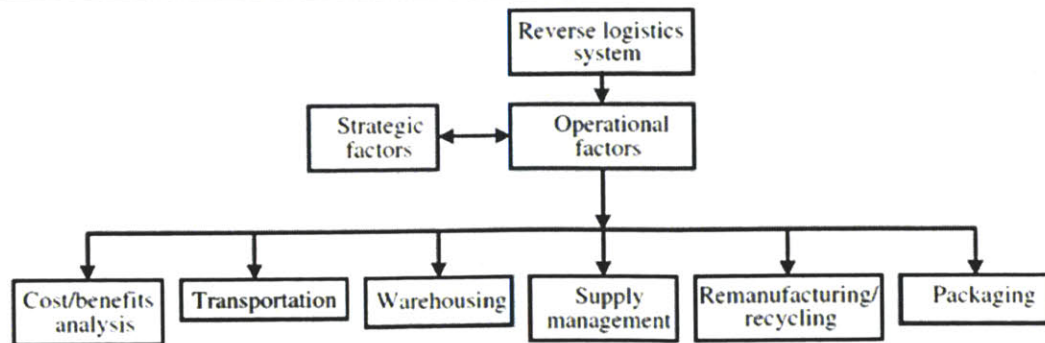 Reverse logistics
system
Strategic
factors
Operational
factors
Cost/benefits
analysis
Transportation
Warehousing
Supply
management
Remanufacturing/
recycling
Packaging